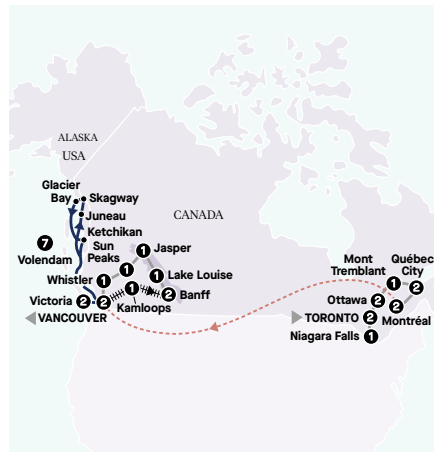 ALASKA
USA
Glacier
Bay
Skagway
Juneau
Ketchikan
CANADA
7
Volendam
Sun
Peaks
1
Jasper
1
Whistler
1
1
Lake Louise
Victoria
2
2
1
2
Banff
VANCOUVER
Kamloops
Mont
Tremblant
Québec
City
1
2
Ottawa
2
2
Montréal
TORONTO
2
Niagara Falls
1